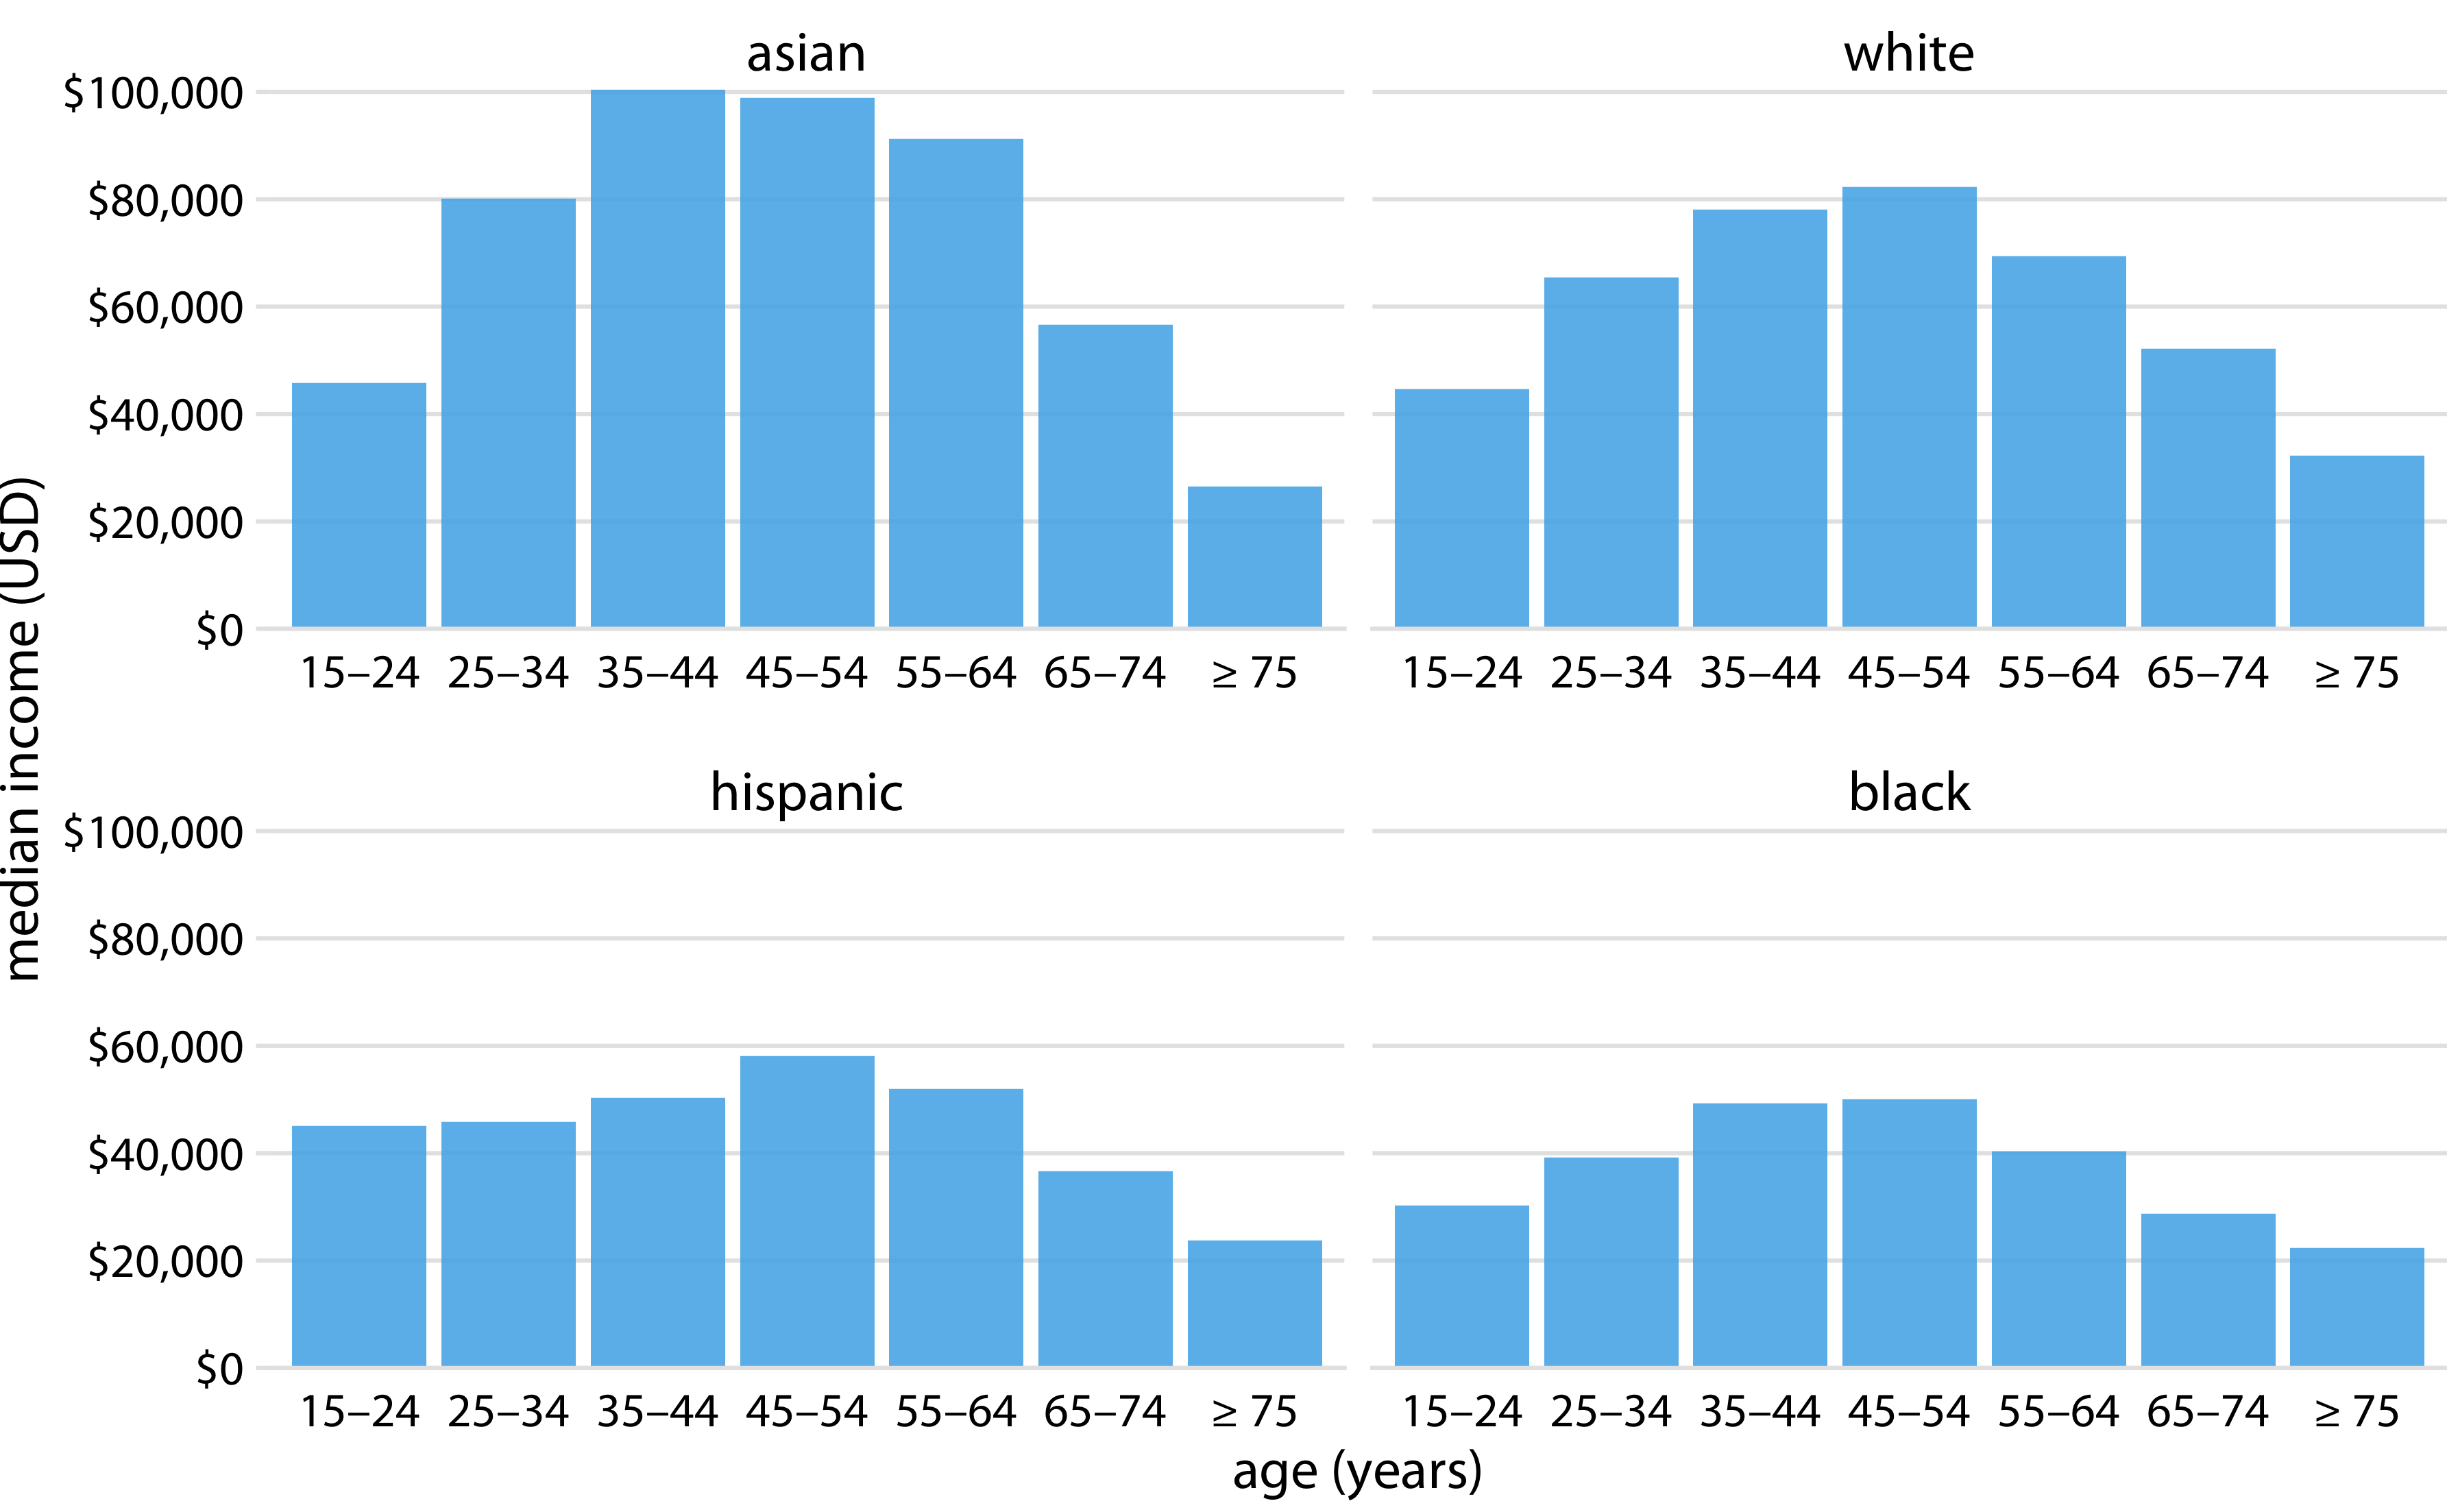 median income (USD)
asian
$100,000
$80,000
$60,000
$40,000
$20,000
$0
15–24 25–34 35–44 45–54 55–64 65–74 ≥ 75
white
15–24 25–34 35–44 45–54 55–64 65–74 ≥ 75
hispanic
$100,000
$80,000
$60,000
$40,000
$20,000
$0
15–24 25–34 35–44 45–54 55–64 65–74 ≥ 75
black
15–24 25–34 35–44 45–54 55–64 65–74 ≥ 75
age (years)